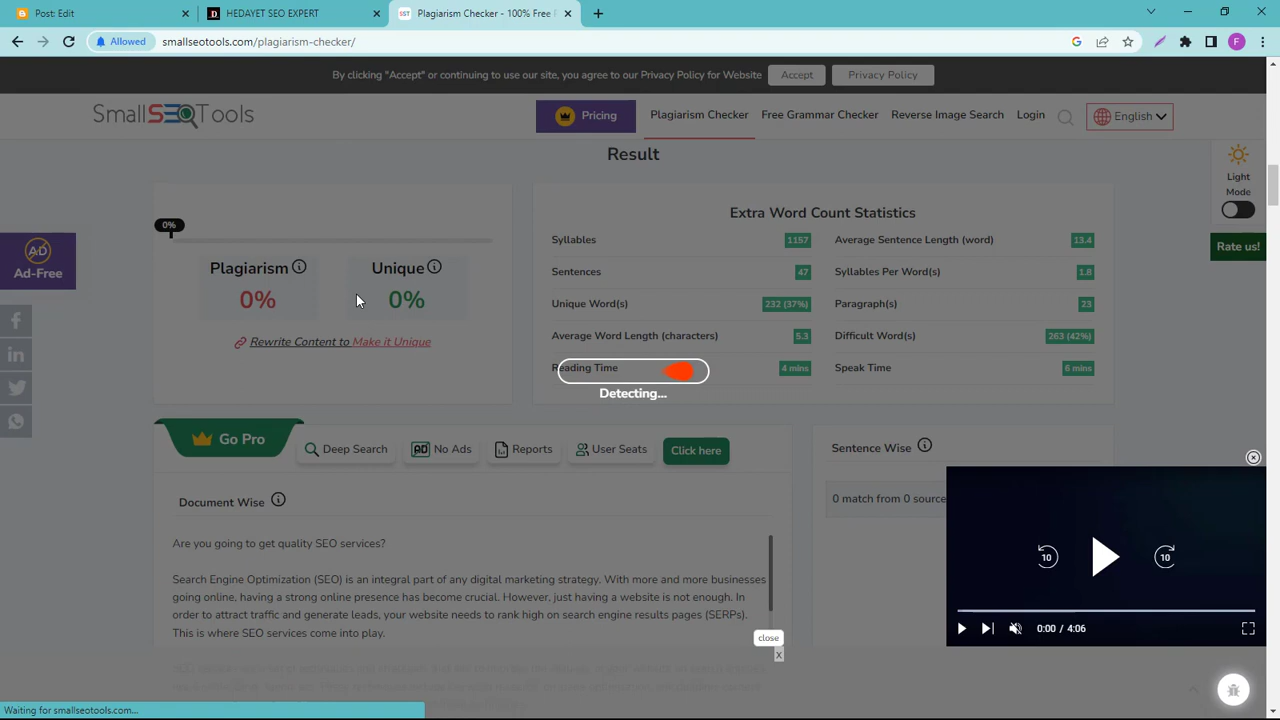 Post: Edit
HEDAYET SEO EXPERT
Plagiarism Checker - 100% Free P
Allowed
smallseotools.com/plagiarism-checker/
F
By clicking "Accept" or continuing to use our site, you agree to our Privacy Policy for Website
Accept
Privacy Policy
SmallSEOTools
Pricing
Plagiarism Checker
Free Grammar Checker
Reverse Image Search
Login
English
Result
Light
Mode
Rate us!
AD
Ad-Free
0%
Plagiarism
0%
Unique
0%
Rewrite Content to Make it Unique
Extra Word Count Statistics
Syllables 1157
Average Sentence Length (word) 13.4
Sentences 47
Syllables Per Word(s) 1.8
Unique Word(s) 232 (37%)
Paragraph(s) 23
Average Word Length (characters) 5.3
Difficult Word(s) 263 (42%)
Reading Time 4 mins
Speak Time 6 mins
Detecting...
Go Pro
Deep Search
AD No Ads
Reports
User Seats
Click here
Sentence Wise
0 match from 0 source
Document Wise
Are you going to get quality SEO services?
Search Engine Optimization (SEO) is an integral part of any digital marketing strategy. With more and more businesses
going online, having a strong online presence has become crucial. However, just having a website is not enough. In
order to attract traffic and generate leads, your website needs to rank high on search engine results pages (SERPs).
This is where SEO services come into play.
10
10
0:00 / 4:06
close
X
Waiting for smallseotools.com...